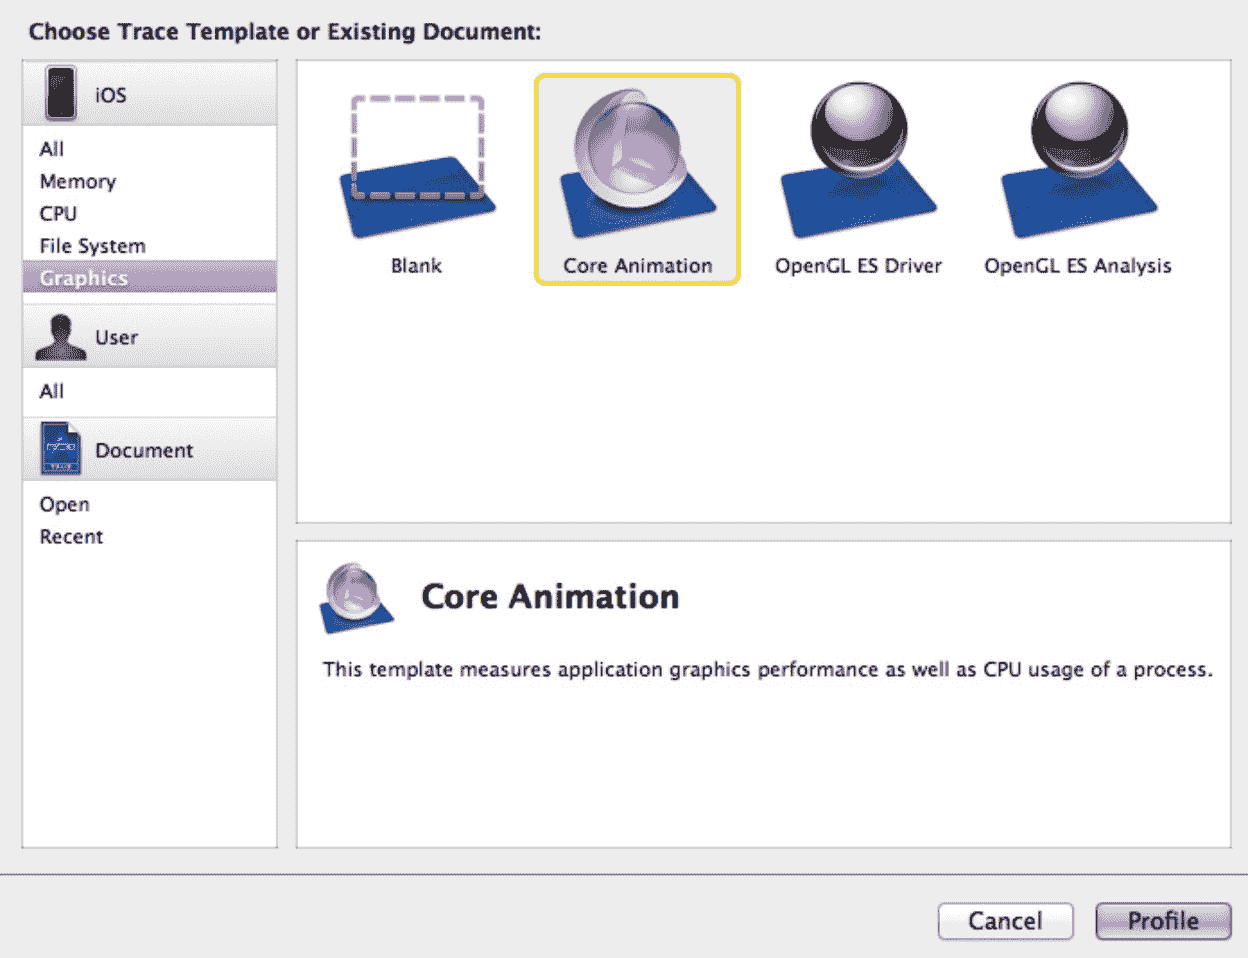 Choose Trace Template or Existing Document:
iOS
All
Memory
CPU
File System
Graphics
User
All
Document
Open
Recent
Blank
Core Animation
OpenGL ES Driver
OpenGL ES Analysis
Core Animation
This template measures application graphics performance as well as CPU usage of a process.
Cancel
Profile